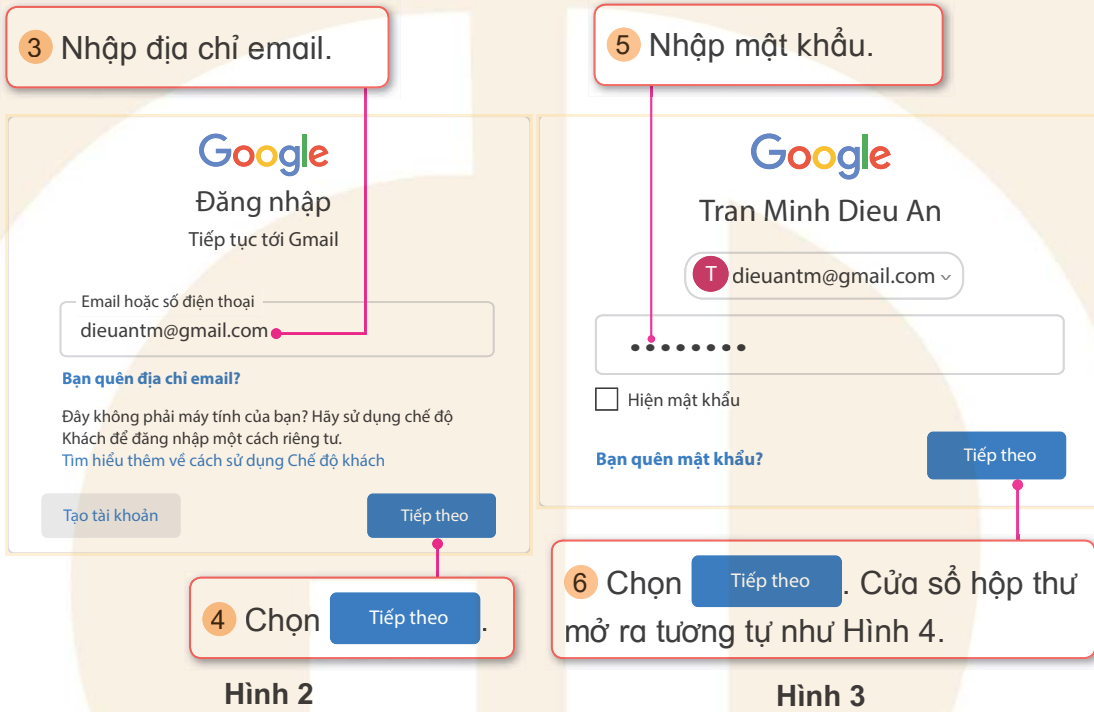 3 Nhập địa chỉ email.
Google
Đăng nhập
Tiếp tục tới Gmail
Email hoặc số điện thoại
dieuantm@gmail.com
Bạn quên địa chỉ email?
Đây không phải máy tính của bạn? Hãy sử dụng chế độ
Khách để đăng nhập một cách riêng tư.
Tìm hiểu thêm về cách sử dụng Chế độ khách
Tạo tài khoản
Tiếp theo
4 Chọn Tiếp theo .
Hình 2
5 Nhập mật khẩu.
Google
Tran Minh Dieu An
T dieuantm@gmail.com
••••••••
Hiện mật khẩu
Bạn quên mật khẩu?
Tiếp theo
6 Chọn Tiếp theo . Cửa sổ hộp thư
mở ra tương tự như Hình 4.
Hình 3